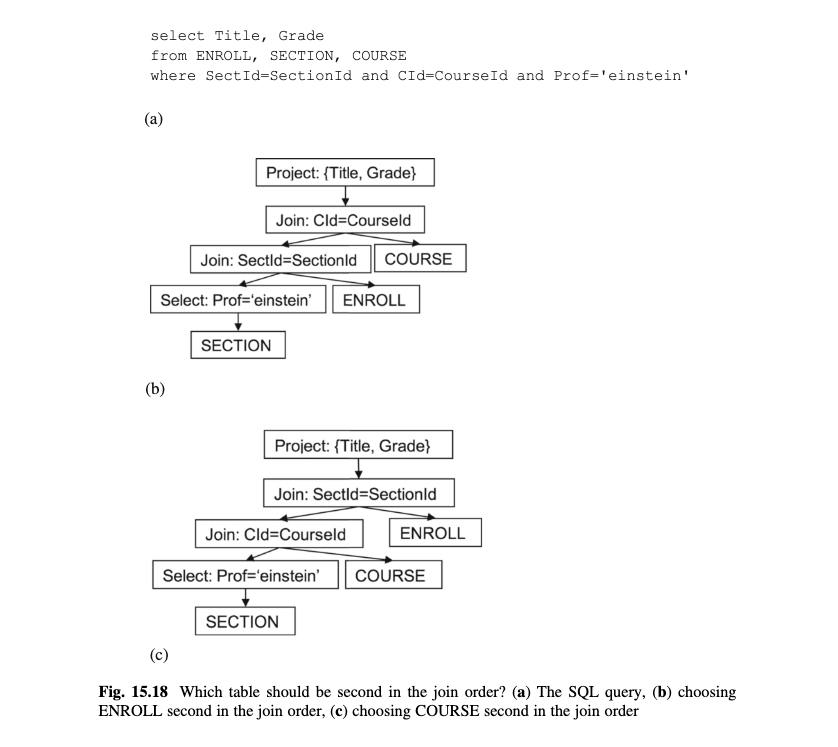 select Title, Grade
from ENROLL, SECTION, COURSE
where SectId=SectionId and CId=CourseId and Prof='einstein'
(a)
Project: {Title, Grade}
Join: CId=CourseId
Join: SectId=SectionId
COURSE
Select: Prof=‘einstein’
ENROLL
SECTION
(b)
Project: {Title, Grade}
Join: SectId=SectionId
Join: CId=CourseId
ENROLL
Select: Prof=‘einstein’
COURSE
SECTION
(c)
Fig. 15.18 Which table should be second in the join order? (a) The SQL query, (b) choosing
ENROLL second in the join order, (c) choosing COURSE second in the join order